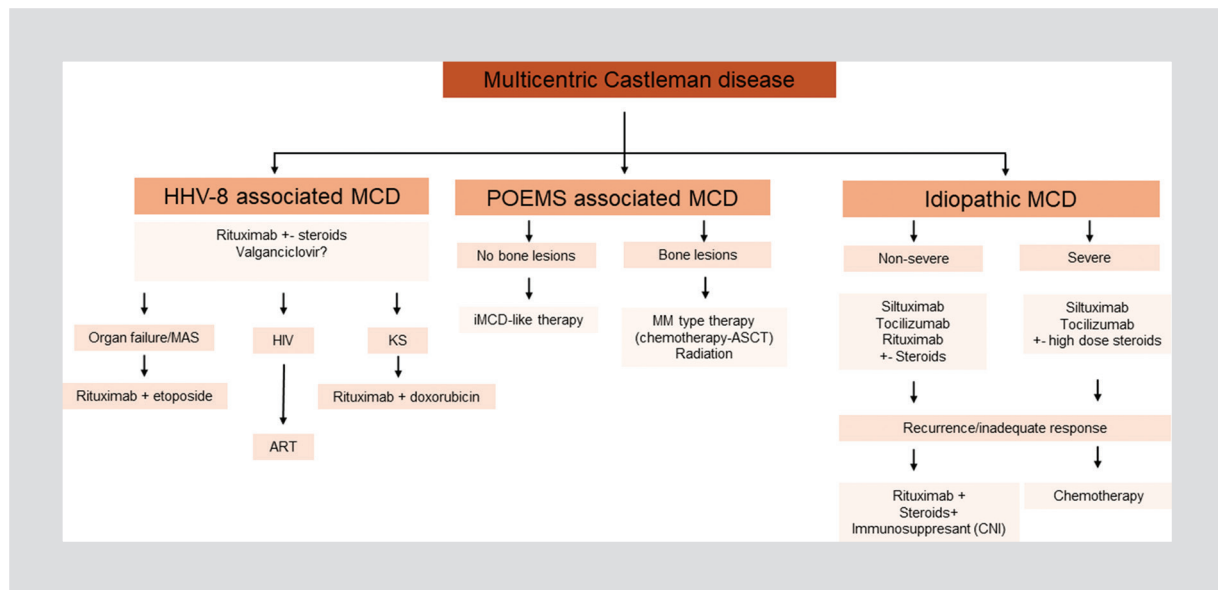 Multicentric Castleman disease
HHV-8 associated MCD
Rituximab +- steroids
Valganciclovir?
Organ failure/MAS
HIV
KS
Rituximab + etoposide
Rituximab + doxorubicin
ART
POEMS associated MCD
No bone lesions
Bone lesions
iMCD-like therapy
MM type therapy
(chemotherapy-ASCT)
Radiation
Idiopathic MCD
Non-severe
Severe
Siltuximab
Tocilizumab
Rituximab
+- Steroids
Siltuximab
Tocilizumab
+- high dose steroids
Recurrence/inadequate response
Rituximab +
Steroids+
Immunosuppresant (CNI)
Chemotherapy